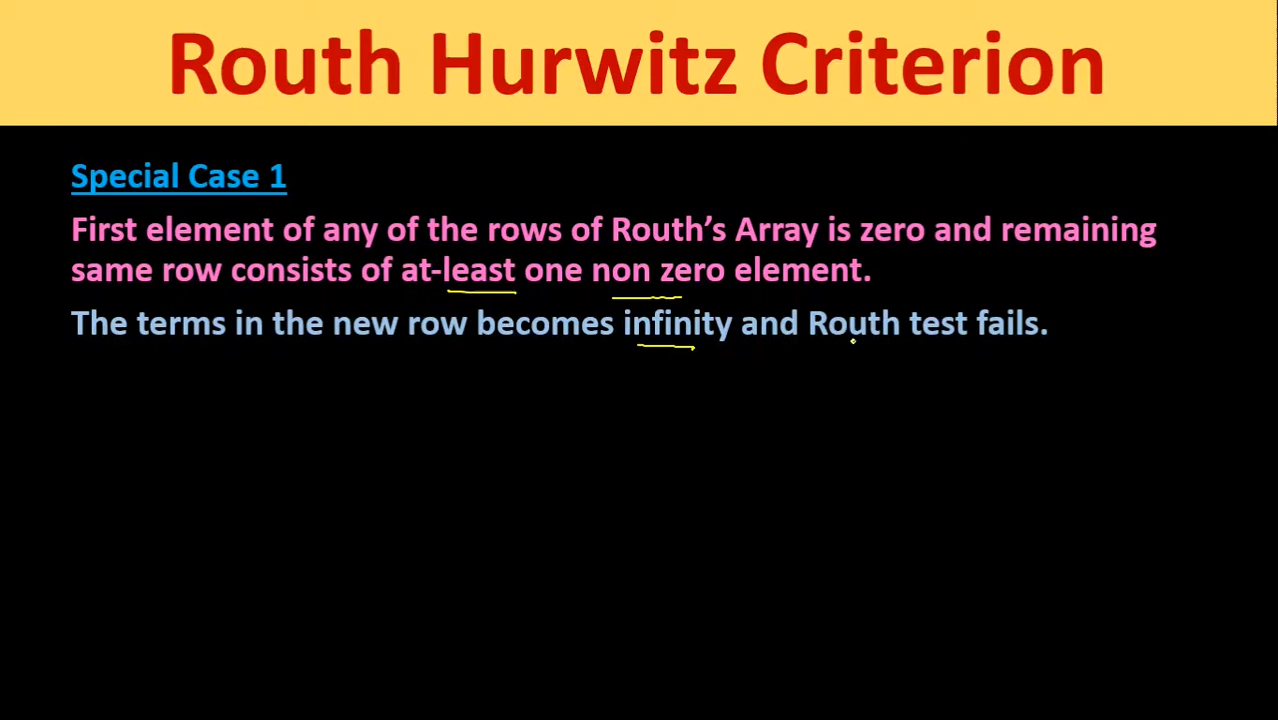 Routh Hurwitz Criterion
Special Case 1
First element of any of the rows of Routh’s Array is zero and remaining
same row consists of at-least one non zero element.
The terms in the new row becomes infinity and Routh test fails.